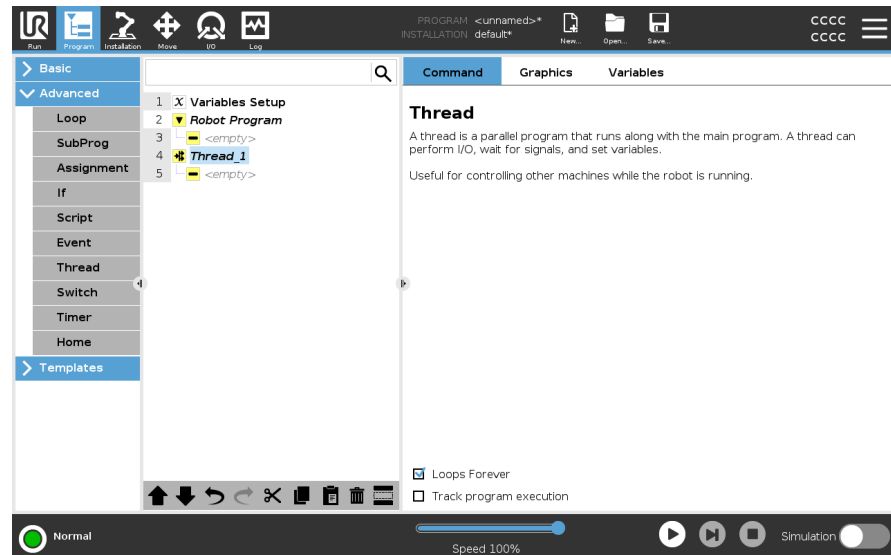 UR
PROGRAM <unnamed>*
INSTALLATION default*
Run Program Installation Move I/O Log New... Open... Save...
cccc
cccc
Basic
Advanced
Loop
SubProg
Assignment
If
Script
Event
Thread
Switch
Timer
Home
Templates
1 X Variables Setup
2 Robot Program
3 <empty>
4 Thread_1
5 <empty>
Command Graphics Variables
Thread
A thread is a parallel program that runs along with the main program. A thread can
perform I/O, wait for signals, and set variables.
Useful for controlling other machines while the robot is running.
Loops Forever
Track program execution
Normal
Speed 100%
Simulation